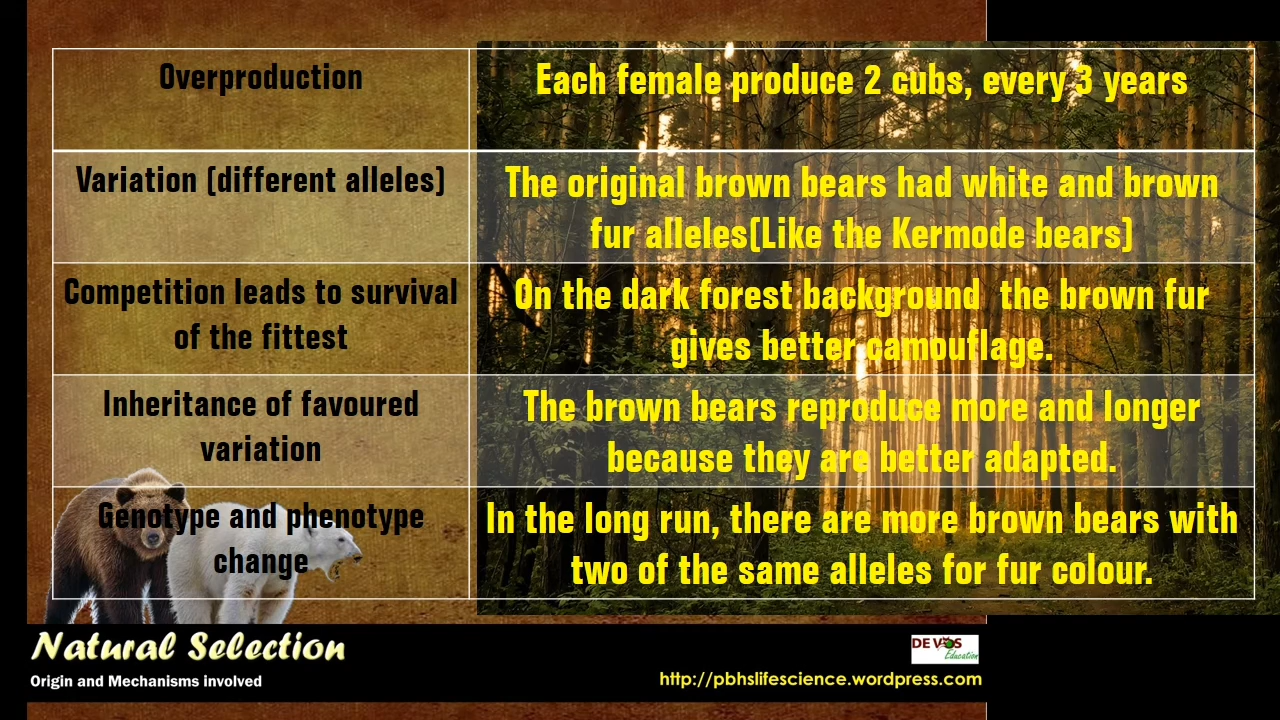 Overproduction
Each female produce 2 cubs, every 3 years
Variation (different alleles)
The original brown bears had white and brown
fur alleles(Like the Kermode bears)
Competition leads to survival
of the fittest
On the dark forest background the brown fur
gives better camouflage.
Inheritance of favoured
variation
The brown bears reproduce more and longer
because they are better adapted.
Genotype and phenotype
change
In the long run, there are more brown bears with
two of the same alleles for fur colour.
Natural Selection
Origin and Mechanisms involved
DE VOS
Education
http://pbhslifescience.wordpress.com